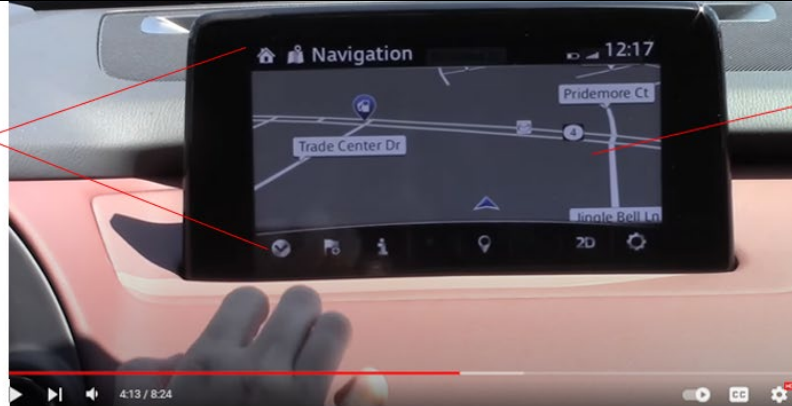 Navigation
12:17
Pridemore Ct
4
Trade Center Dr
Jingle Bell Ln
2D
4:13 / 8:24
CC